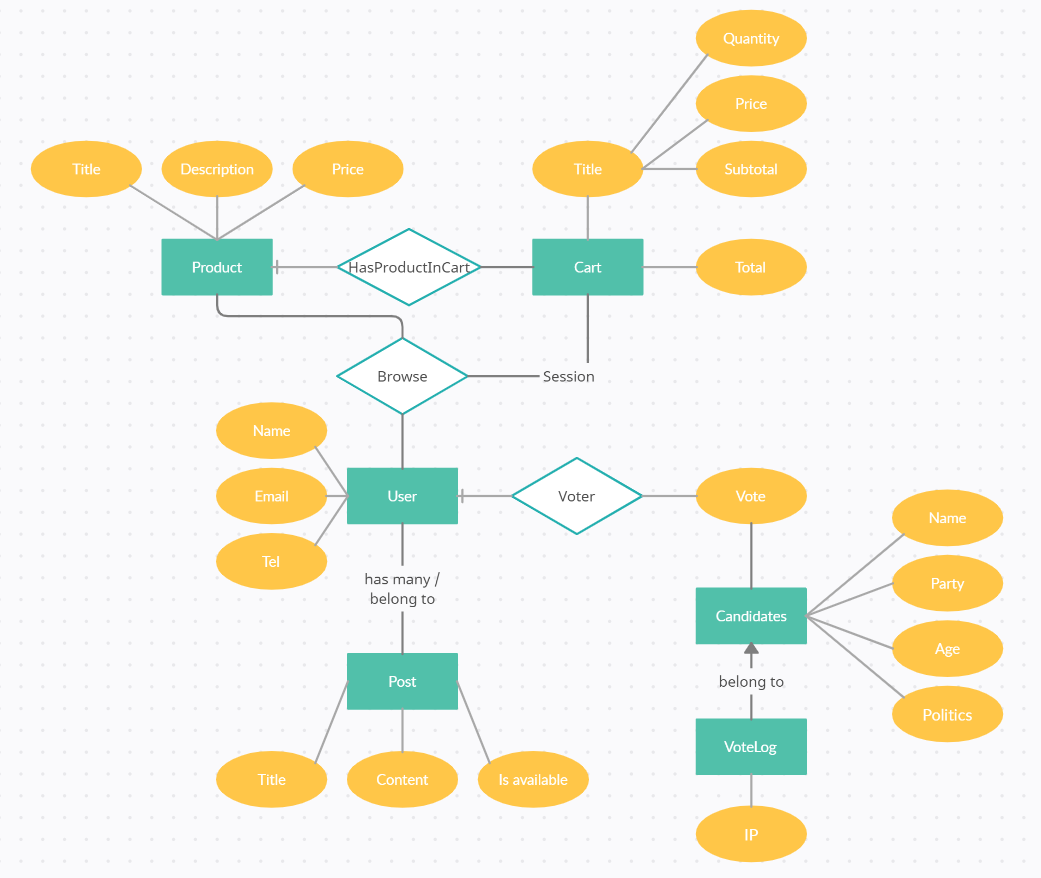 Quantity
Price
Title
Description
Price
Title
Subtotal
Product
HasProductInCart
Cart
Total
Browse
Session
Name
Email
User
Voter
Vote
Name
Tel
has many /
belong to
Party
Candidates
Age
Post
belong to
Politics
VoteLog
Title
Content
Is available
IP